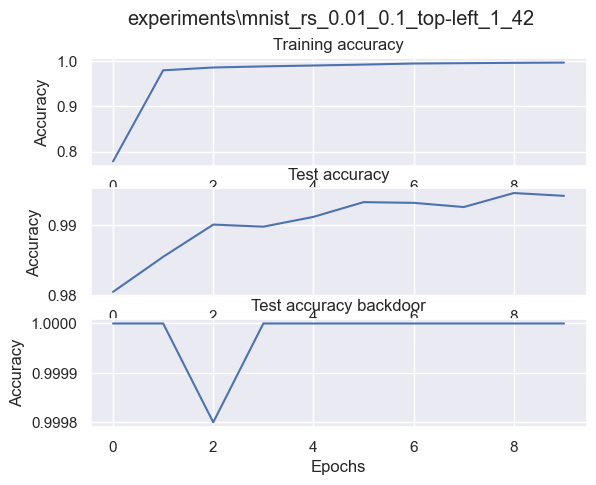 experiments\mnist_rs_0.01_0.1_top-left_1_42
Training accuracy
Accuracy
1.0
0.9
0.8
0 2 4 6 8
Test accuracy
Accuracy
0.99
0.98
0 2 4 6 8
Test accuracy backdoor
Accuracy
1.0000
0.9999
0.9998
0 2 4 6 8
Epochs